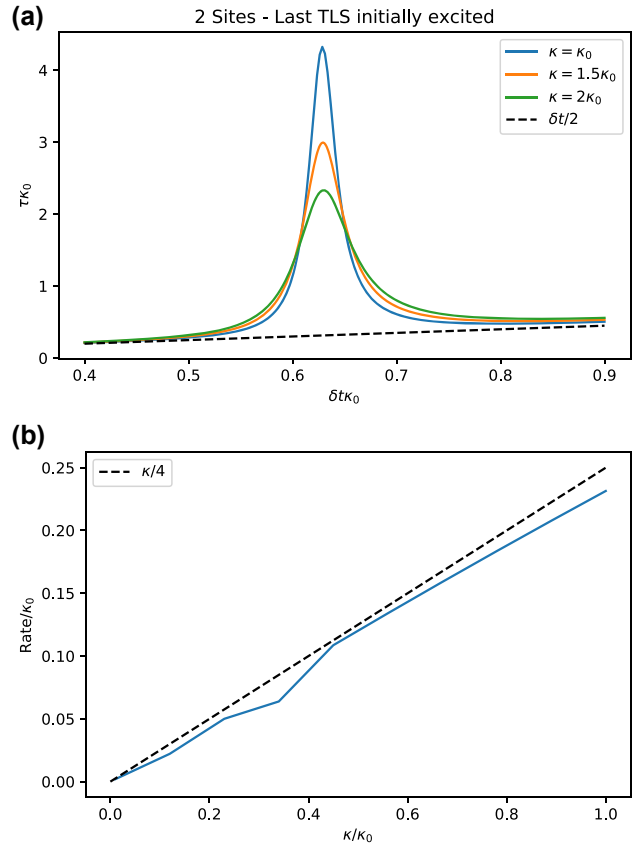 (a)
2 Sites - Last TLS initially excited
κ = κ₀
κ = 1.5κ₀
κ = 2κ₀
δt/2
τκ₀
4
3
2
1
0
0.4 0.5 0.6 0.7 0.8 0.9
δtκ₀
(b)
κ/4
Rate/κ₀
0.25
0.20
0.15
0.10
0.05
0.00
0.0 0.2 0.4 0.6 0.8 1.0
κ/κ₀